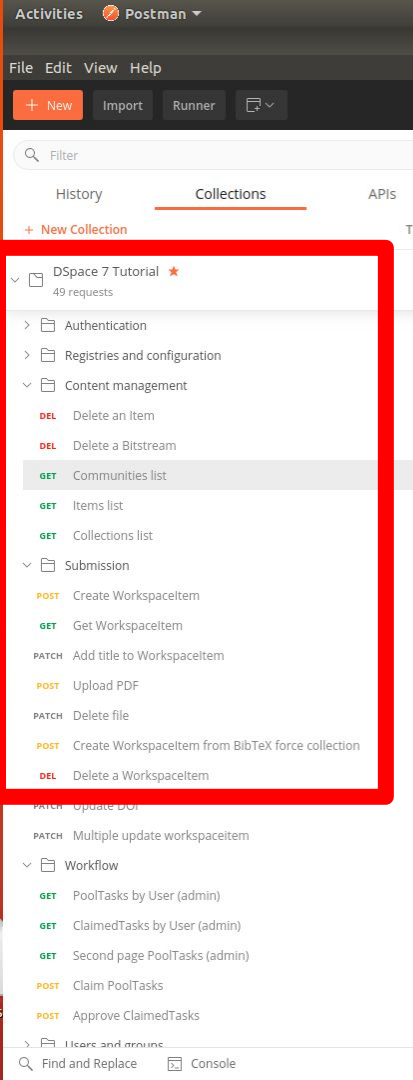 Activities Postman
File Edit View Help
+ New Import Runner
Filter
History Collections APIs
+ New Collection T
DSpace 7 Tutorial
49 requests
Authentication
Registries and configuration
Content management
DEL Delete an Item
DEL Delete a Bitstream
GET Communities list
GET Items list
GET Collections list
Submission
POST Create WorkspaceItem
GET Get WorkspaceItem
PATCH Add title to WorkspaceItem
POST Upload PDF
PATCH Delete file
POST Create WorkspaceItem from BibTeX force collection
DEL Delete a WorkspaceItem
PATCH Update DOI
PATCH Multiple update workspaceitem
Workflow
GET PoolTasks by User (admin)
GET ClaimedTasks by User (admin)
GET Second page PoolTasks (admin)
POST Claim PoolTasks
POST Approve ClaimedTasks
Users and groups
Find and Replace Console